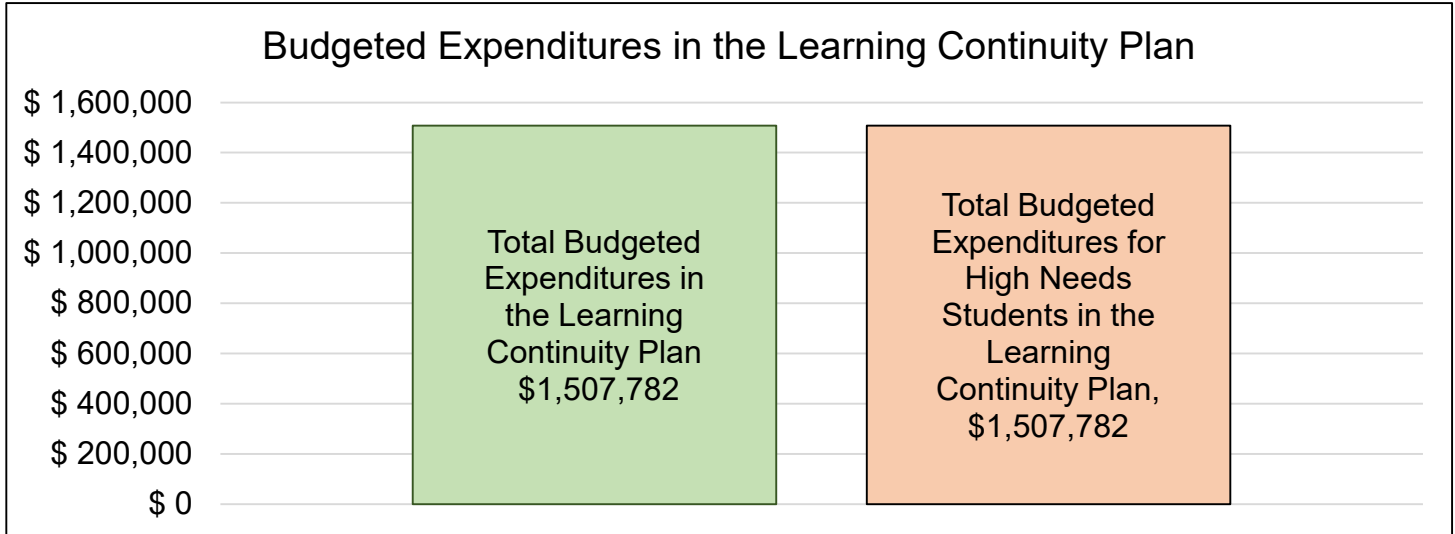 Budgeted Expenditures in the Learning Continuity Plan
$ 1,600,000
$ 1,400,000
$ 1,200,000
$ 1,000,000
$ 800,000
$ 600,000
$ 400,000
$ 200,000
$ 0
Total Budgeted
Expenditures in
the Learning
Continuity Plan
$1,507,782
Total Budgeted
Expenditures for
High Needs
Students in the
Learning
Continuity Plan,
$1,507,782